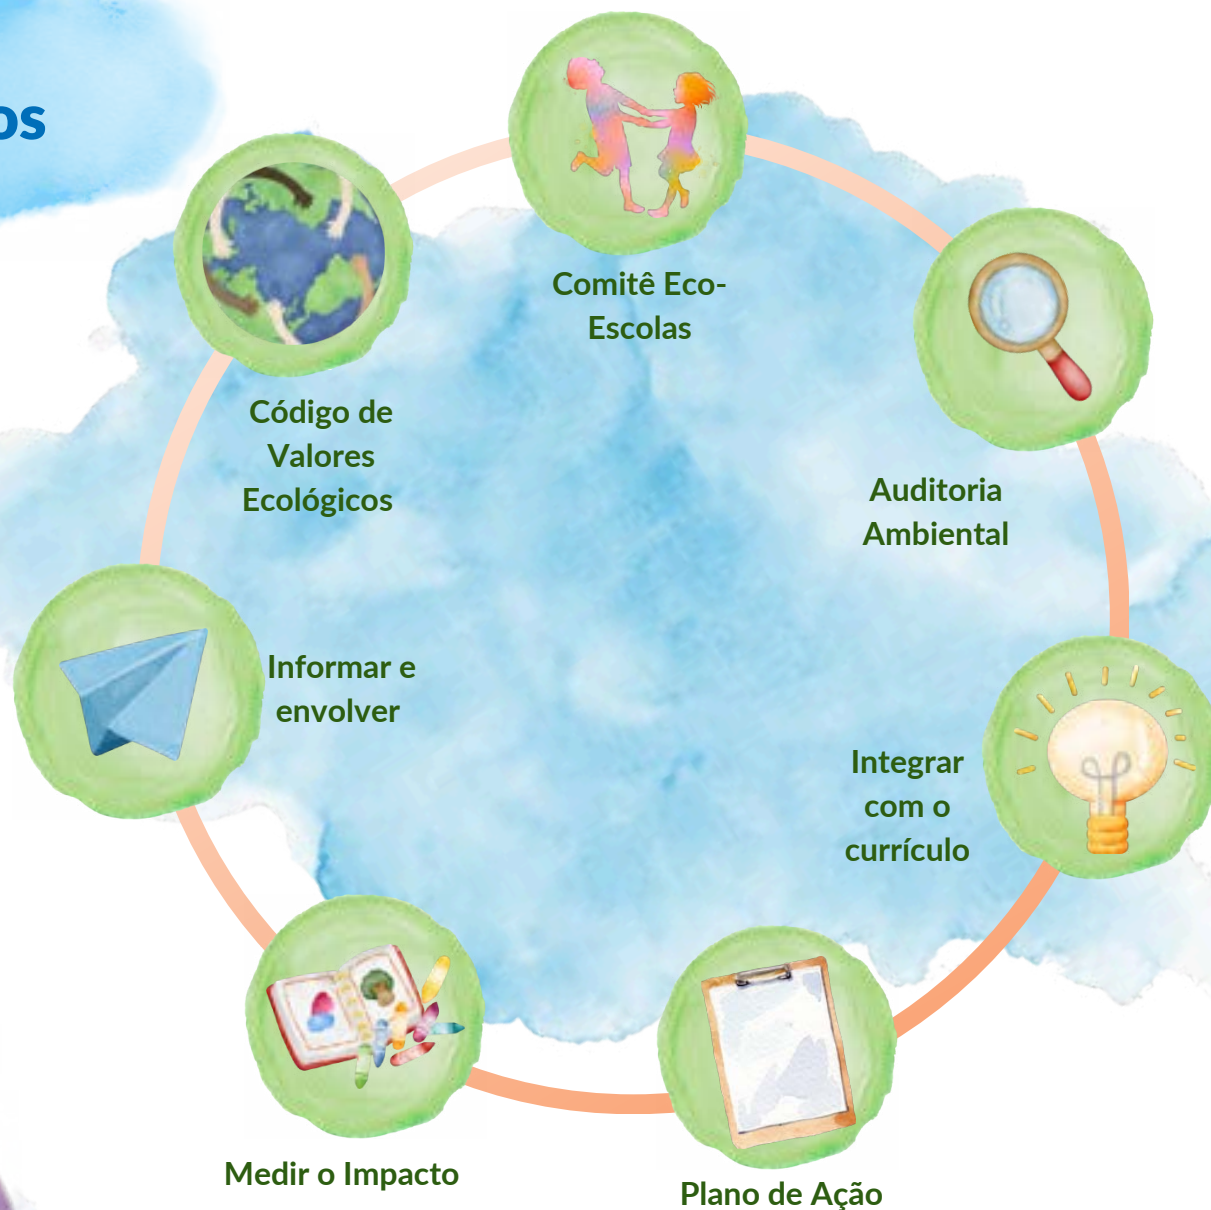 os
Comitê Eco-
Escolas
Auditoria
Ambiental
Integrar
com o
currículo
Plano de Ação
Medir o Impacto
Informar e
envolver
Código de
Valores
Ecológicos